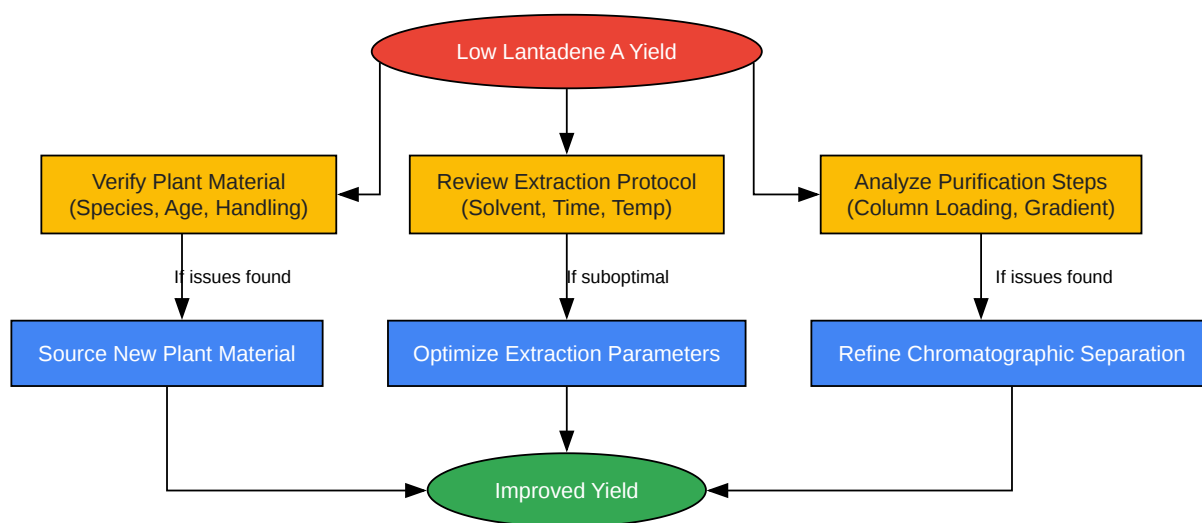 Low Lantadene A Yield
Verify Plant Material
(Species, Age, Handling)
Review Extraction Protocol
(Solvent, Time, Temp)
Analyze Purification Steps
(Column Loading, Gradient)
If issues found
If suboptimal
If issues found
Source New Plant Material
Optimize Extraction Parameters
Refine Chromatographic Separation
Improved Yield